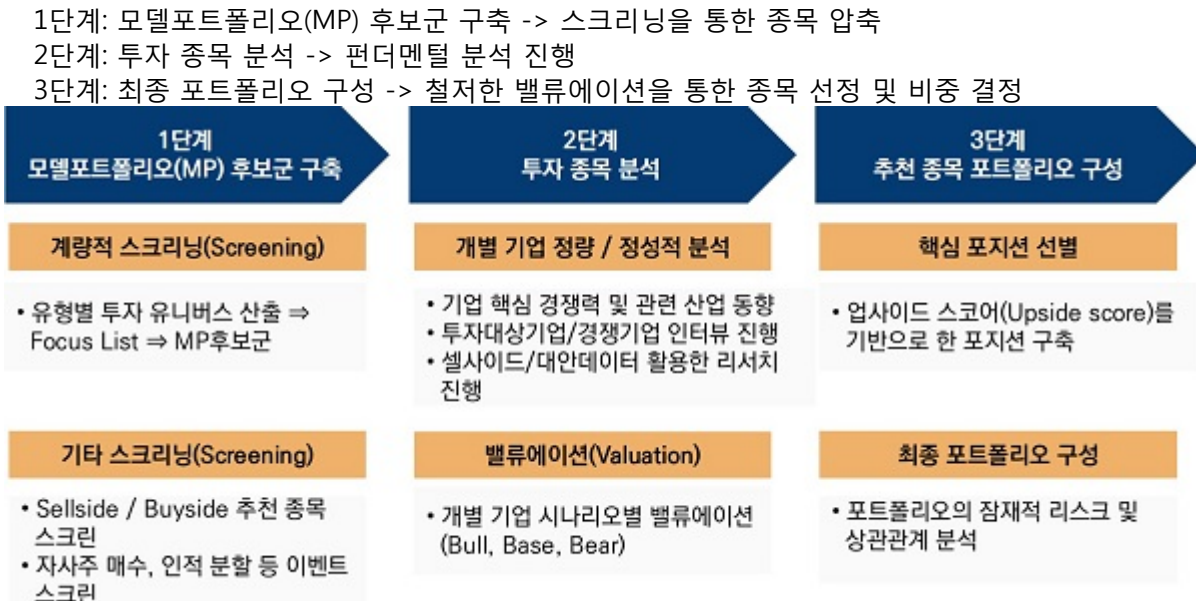 1단계: 모델포트폴리오(MP) 후보군 구축 -> 스크리닝을 통한 종목 압축
2단계: 투자 종목 분석 -> 펀더멘털 분석 진행
3단계: 최종 포트폴리오 구성 -> 철저한 밸류에이션을 통한 종목 선정 및 비중 결정
1단계
모델포트폴리오(MP) 후보군 구축
계량적 스크리닝(Screening)
• 유형별 투자 유니버스 산출 ⇒
Focus List ⇒ MP후보군
기타 스크리닝(Screening)
• Sellside / Buyside 추천 종목
스크린
• 자사주 매수, 인적 분할 등 이벤트
스크린
2단계
투자 종목 분석
개별 기업 정량 / 정성적 분석
• 기업 핵심 경쟁력 및 관련 산업 동향
• 투자대상기업/경쟁기업 인터뷰 진행
• 셀사이드/대안데이터 활용한 리서치
진행
밸류에이션(Valuation)
• 개별 기업 시나리오별 밸류에이션
(Bull, Base, Bear)
3단계
추천 종목 포트폴리오 구성
핵심 포지션 선별
• 업사이드 스코어(Upside score)를
기반으로 한 포지션 구축
최종 포트폴리오 구성
• 포트폴리오의 잠재적 리스크 및
상관관계 분석